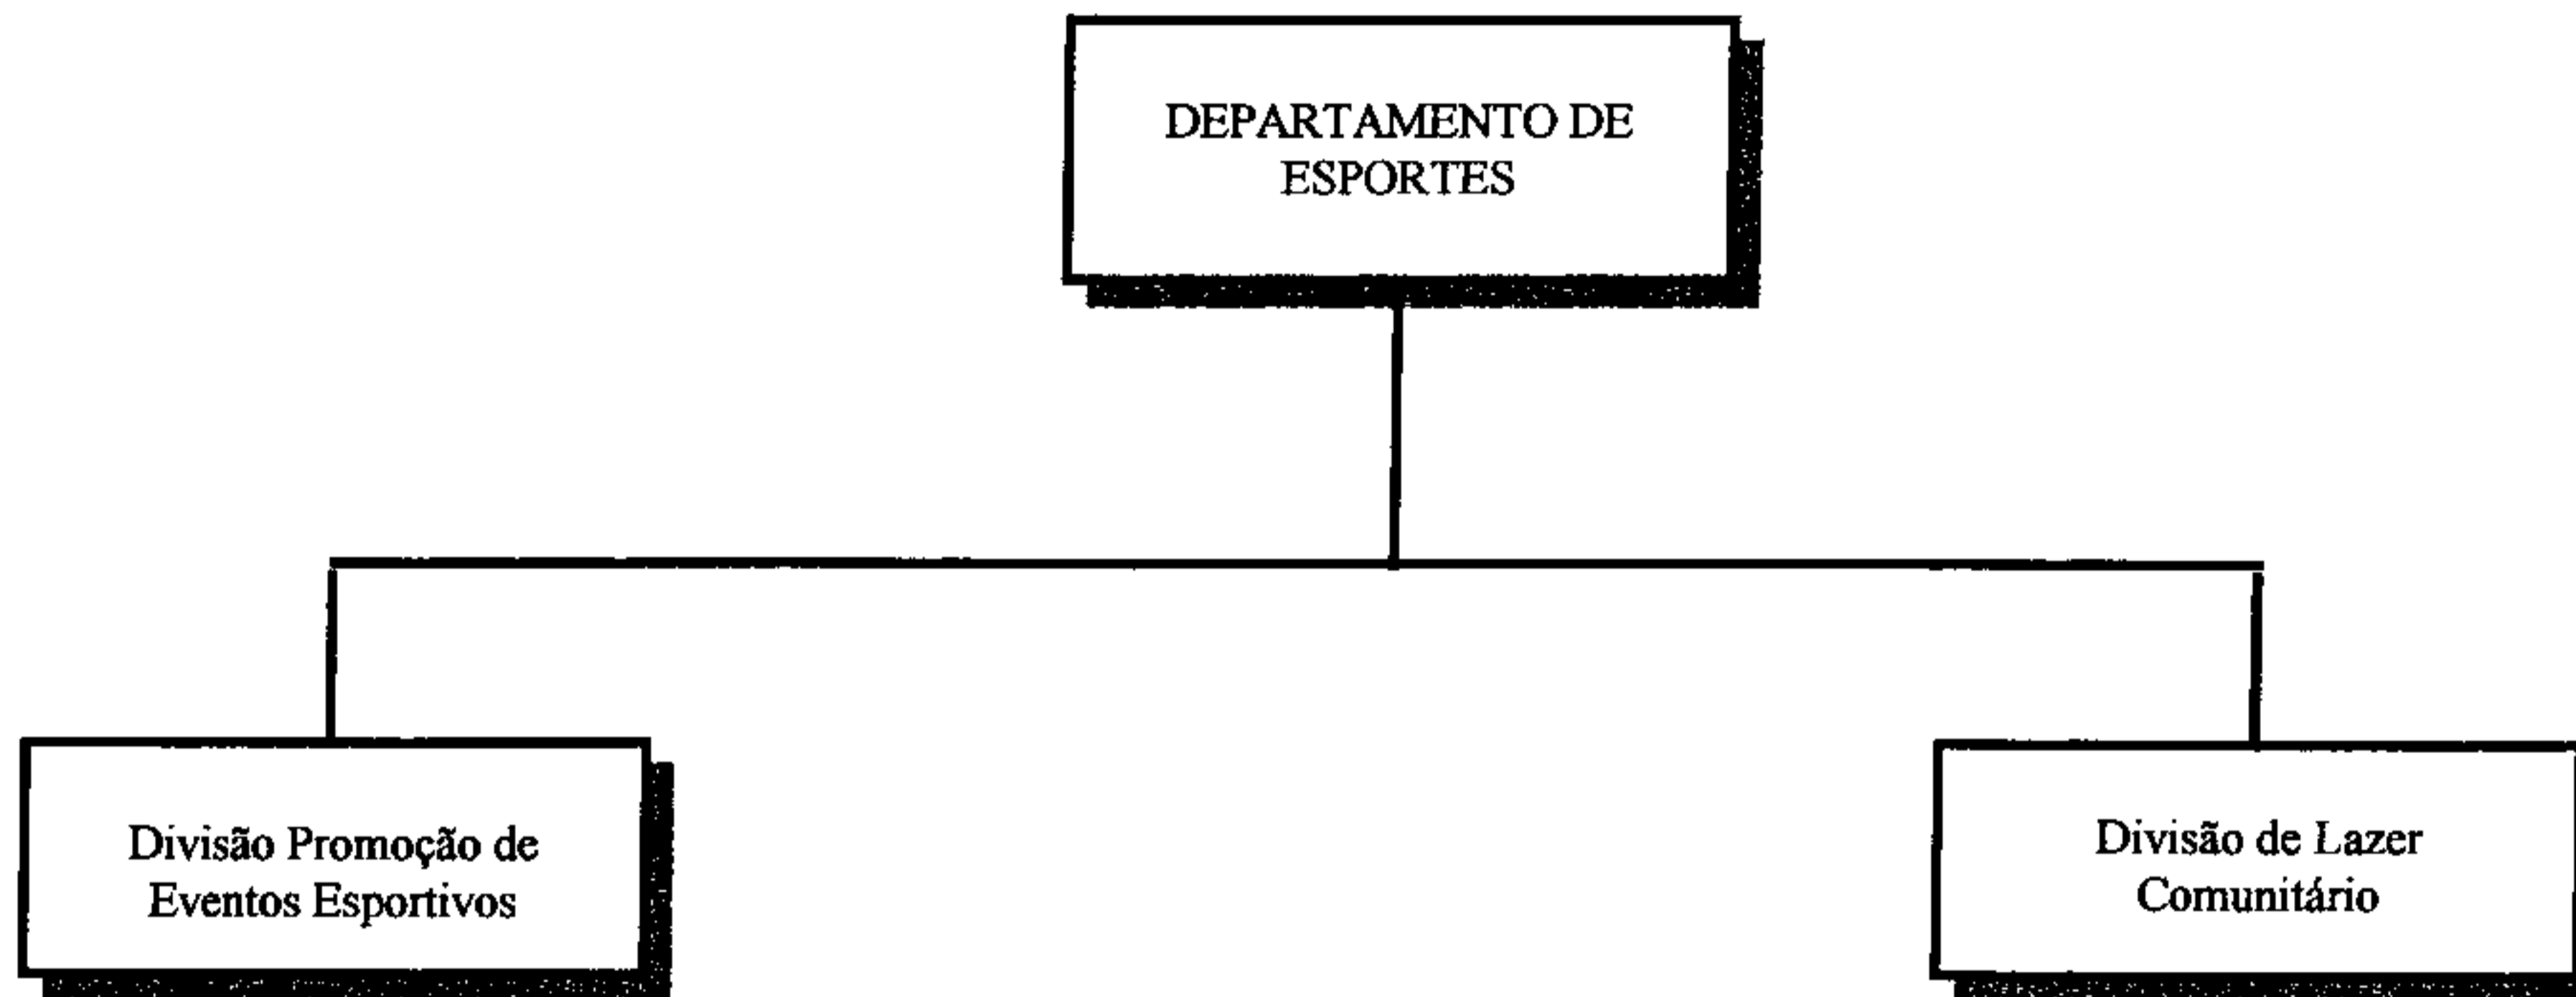 DEPARTAMENTO DE
ESPORTES
Divisão Promoção de
Eventos Esportivos
Divisão de Lazer
Comunitário